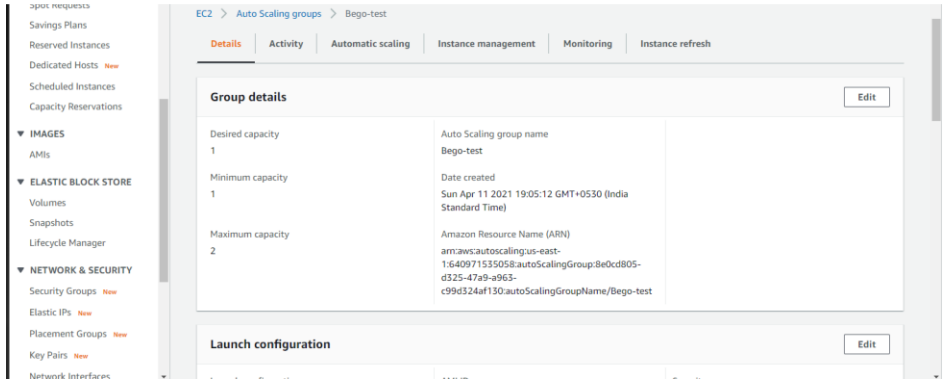 Spot Requests
Savings Plans
Reserved Instances
Dedicated Hosts New
Scheduled Instances
Capacity Reservations
IMAGES
AMIs
ELASTIC BLOCK STORE
Volumes
Snapshots
Lifecycle Manager
NETWORK & SECURITY
Security Groups New
Elastic IPs New
Placement Groups New
Key Pairs New
Network Interfaces
EC2 > Auto Scaling groups > Bego-test
Details Activity Automatic scaling Instance management Monitoring Instance refresh
Group details Edit
Desired capacity
1
Minimum capacity
1
Maximum capacity
2
Auto Scaling group name
Bego-test
Date created
Sun Apr 11 2021 19:05:12 GMT+0530 (India
Standard Time)
Amazon Resource Name (ARN)
arn:aws:autoscaling:us-east-
1:640971535058:autoScalingGroup:8e0cd805-
d325-47a9-a963-
c99d324af130:autoScalingGroupName/Bego-test
Launch configuration Edit